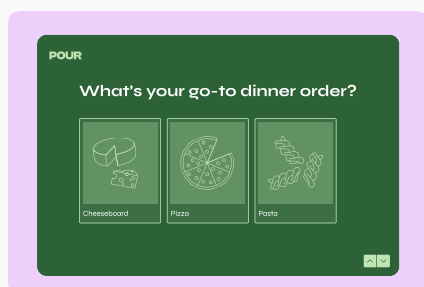 POUR
What's your go-to dinner order?
Cheeseboard
Pizza
Pasta